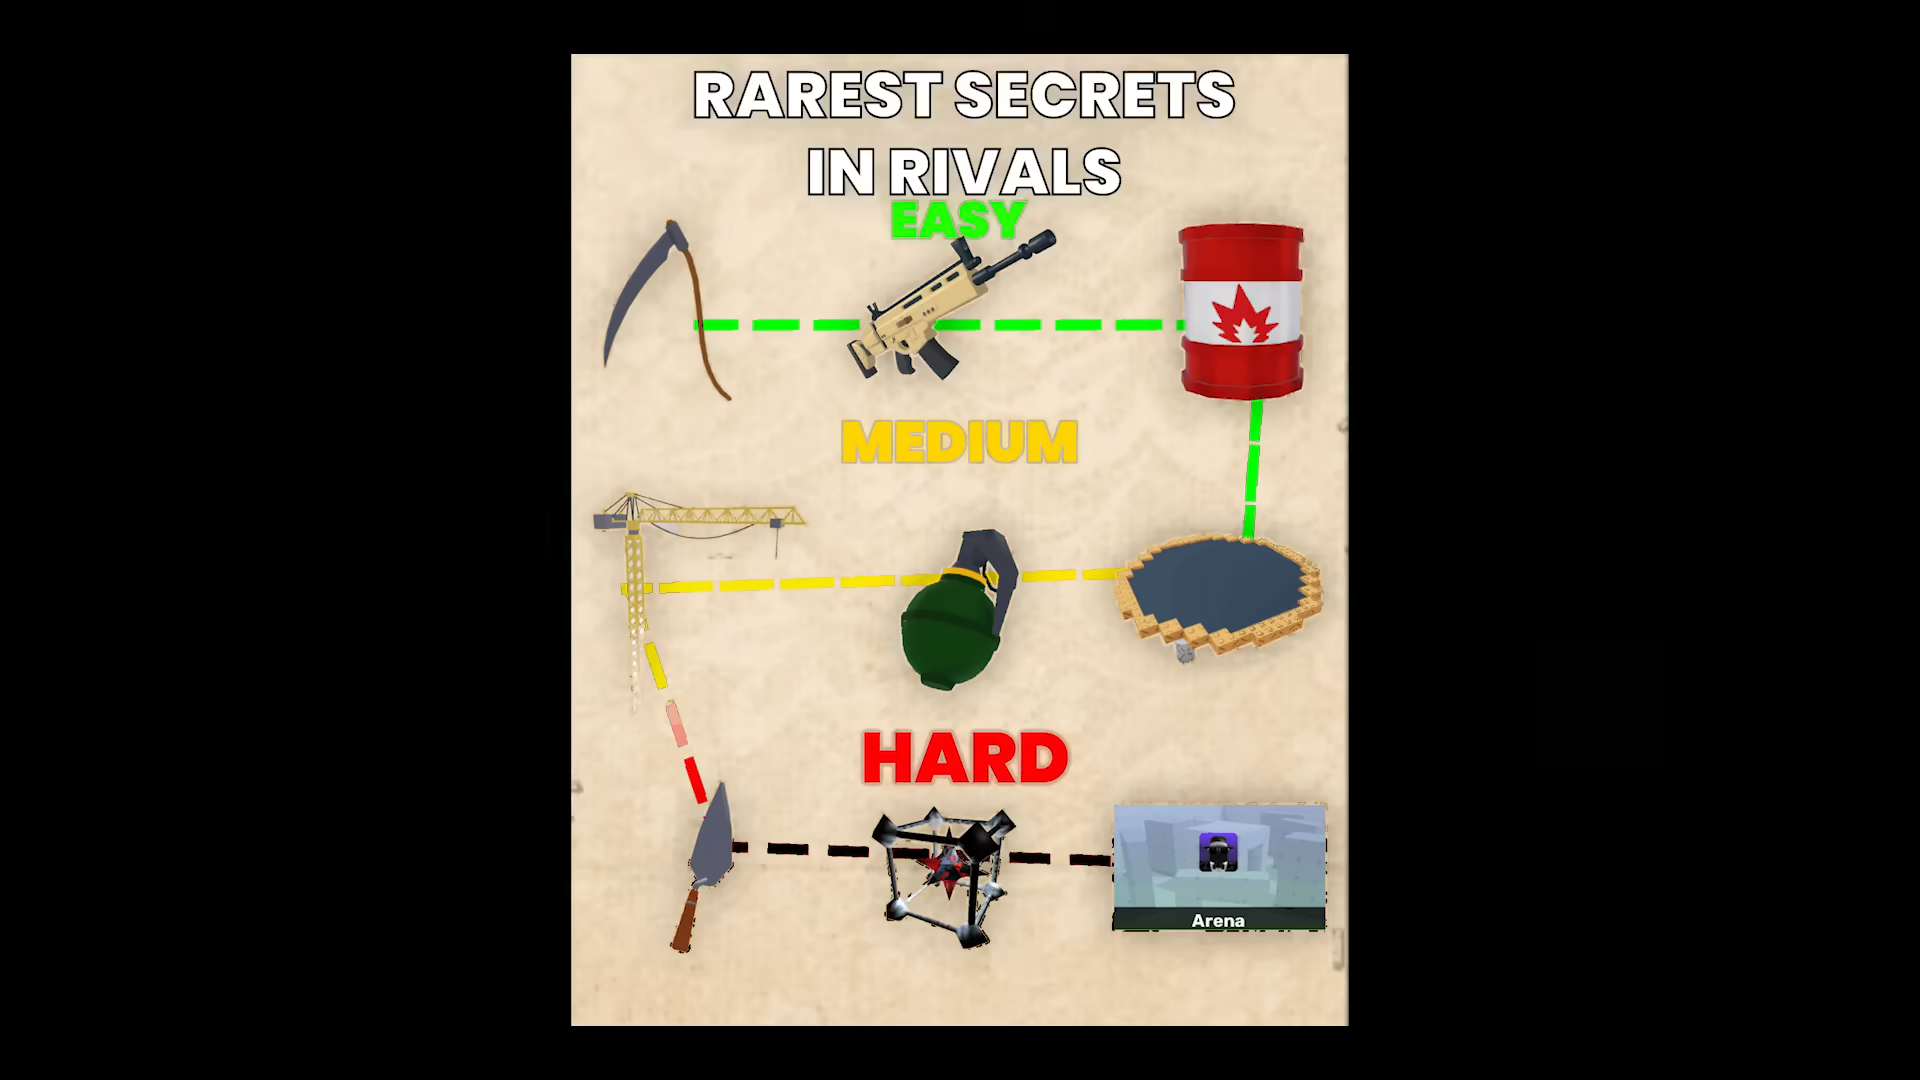 RAREST SECRETS
IN RIVALS
EASY
MEDIUM
HARD
Arena